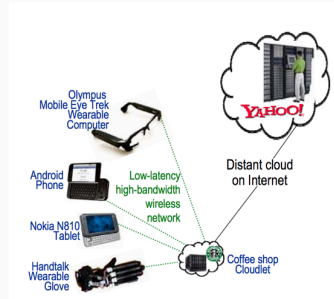 Olympus
Mobile Eye Trek
Wearable
Computer
YAHOO!
Android
Phone
Low-latency
high-bandwidth
wireless
network
Distant cloud
on Internet
Nokia N810
Tablet
Handtalk
Wearable
Glove
Coffee shop
Cloudlet